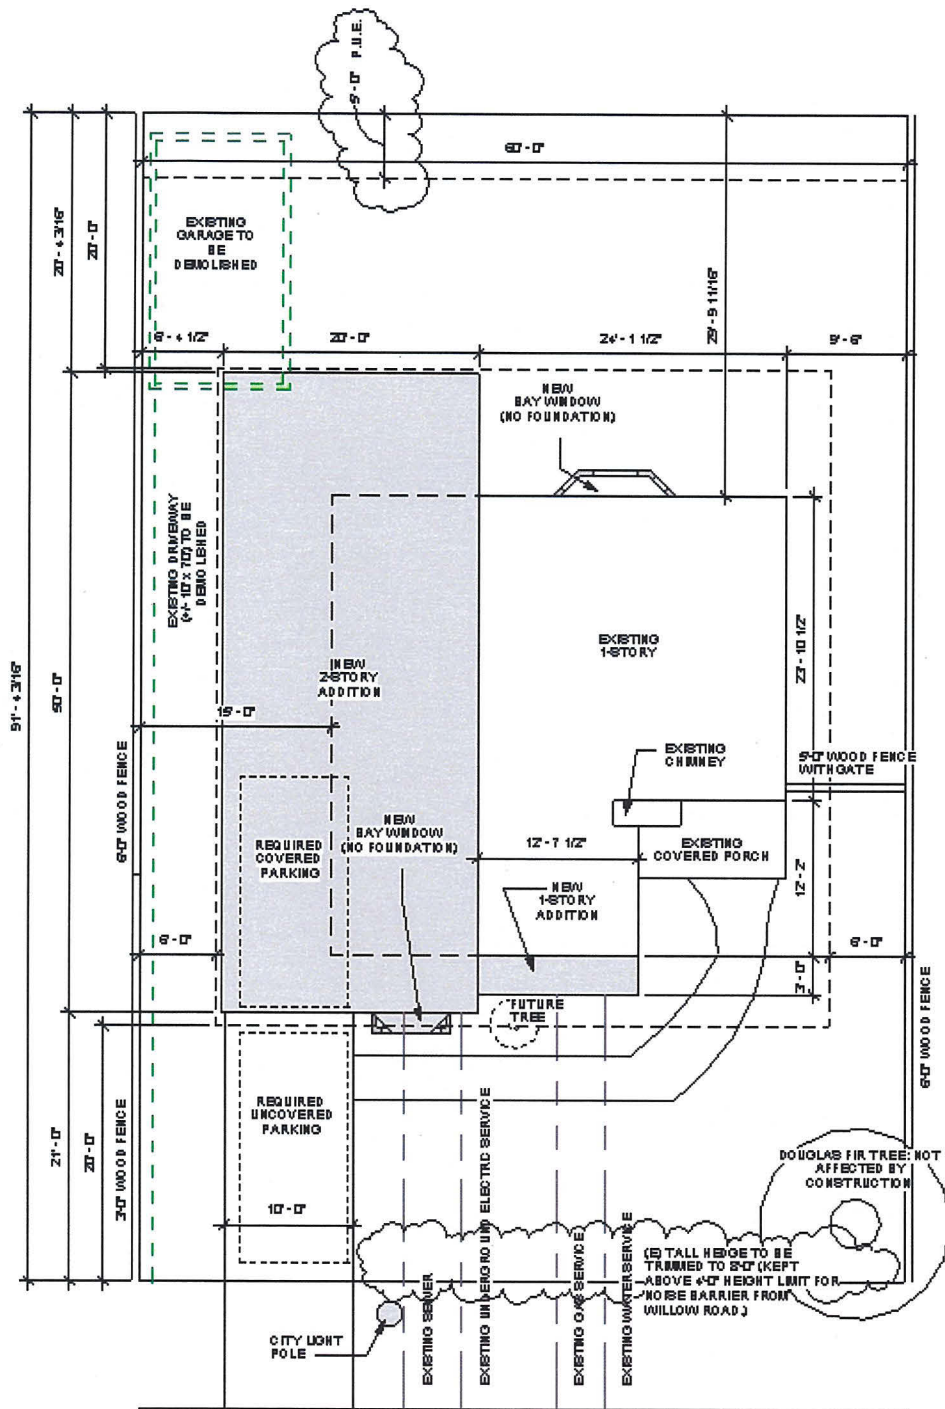 5'-0" P.U.E.
60'-0"
20'-4 3/16"
20'-0"
EXISTING
GARAGE TO
BE
DEMOLISHED
29'-9 11/16"
6'-4 1/2"
20'-0"
24'-1 1/2"
9'-6"
NEW
BAY WINDOW
(NO FOUNDATION)
EXISTING DRIVEWAY
(+/- 10' x 70') TO BE
DEMOLISHED
91'-4 3/16"
50'-0"
EXISTING
1-STORY
23'-10 1/2"
NEW
2-STORY
ADDITION
15'-0"
EXISTING
CHIMNEY
5'-0" WOOD FENCE
WITH GATE
6'-0" WOOD FENCE
NEW
BAY WINDOW
(NO FOUNDATION)
REQUIRED
COVERED
PARKING
12'-7 1/2"
EXISTING
COVERED PORCH
12'-2"
NEW
1-STORY
ADDITION
6'-0"
6'-0"
3'-0"
FUTURE
TREE
6'-0" WOOD FENCE
REQUIRED
UNCOVERED
PARKING
21'-0"
20'-0"
3'-0" WOOD FENCE
DOUGLAS FIR TREE: NOT
AFFECTED BY
CONSTRUCTION
10'-0"
(E) TALL HEDGE TO BE
TRIMMED TO 8'-0" (KEPT
ABOVE 4'-0" HEIGHT LIMIT FOR
NOISE BARRIER FROM
WILLOW ROAD.)
CITY LIGHT
POLE
EXISTING SEWER
EXISTING UNDERGROUND ELECTRIC SERVICE
EXISTING GAS SERVICE
EXISTING WATER SERVICE